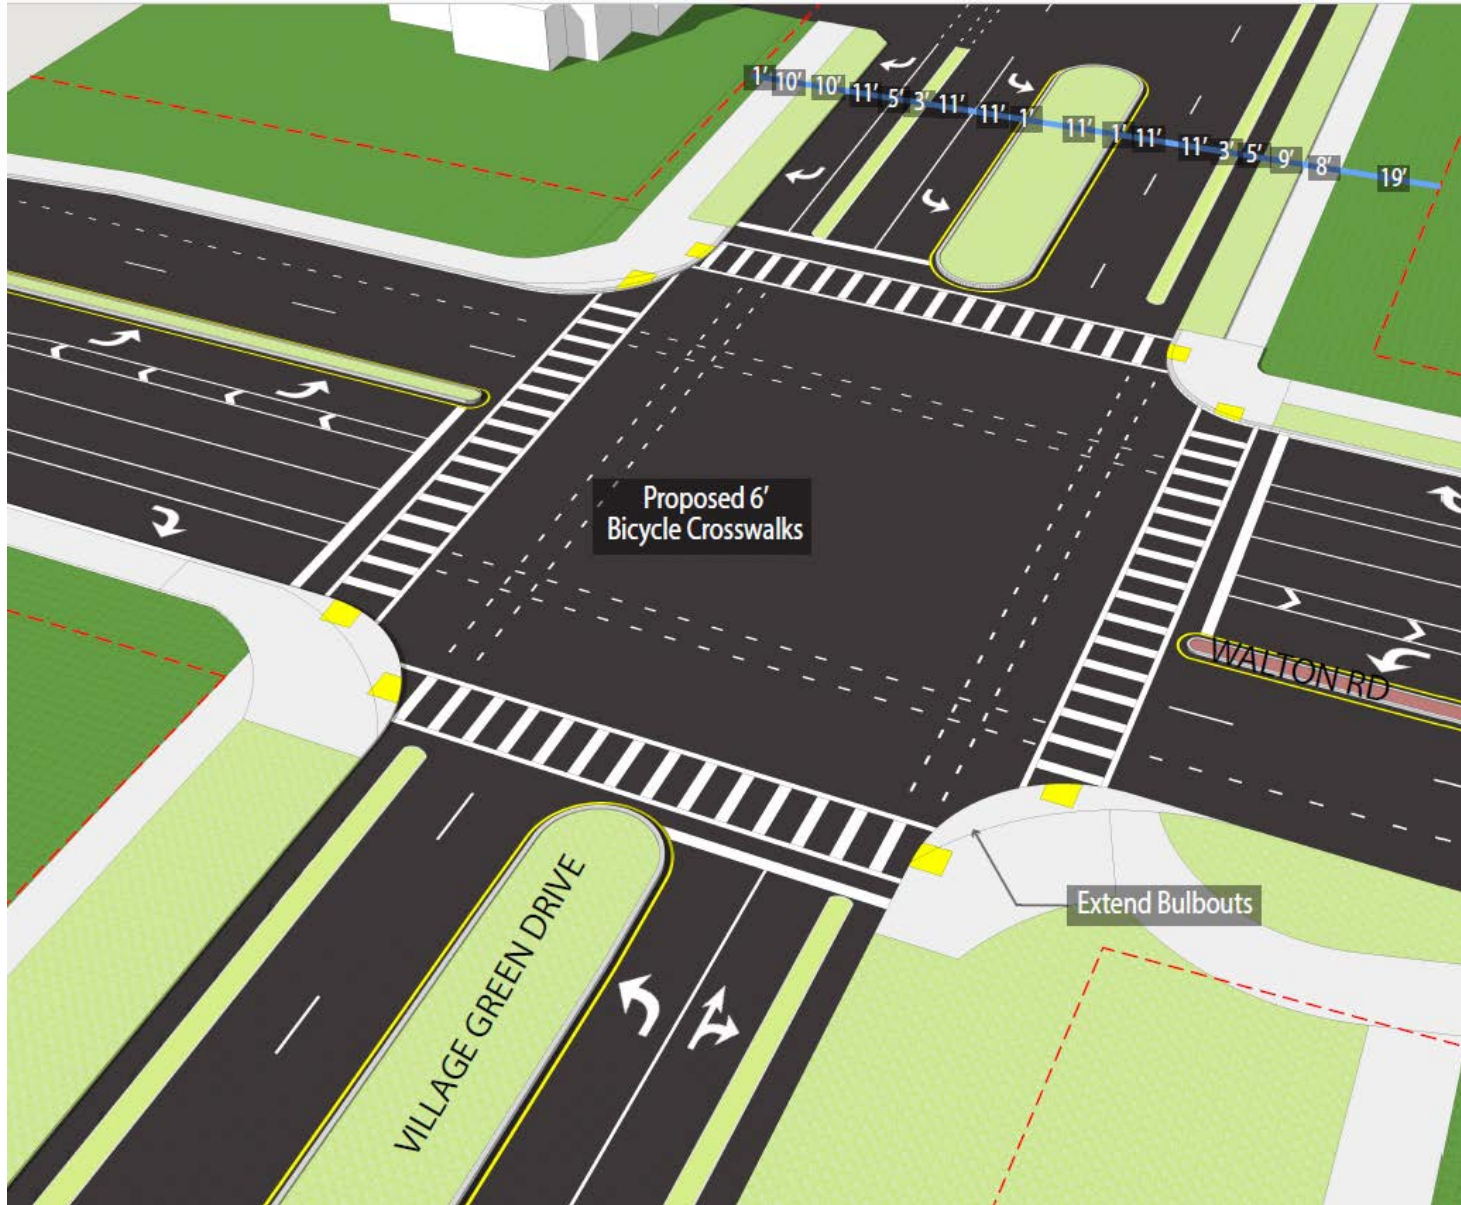 1' 10' 10' 11' 5' 3' 11' 11' 1' 11' 1' 11' 11' 3' 5' 9' 8' 19'
Proposed 6'
Bicycle Crosswalks
WALTON RD
Extend Bulbouts
VILLAGE GREEN DRIVE